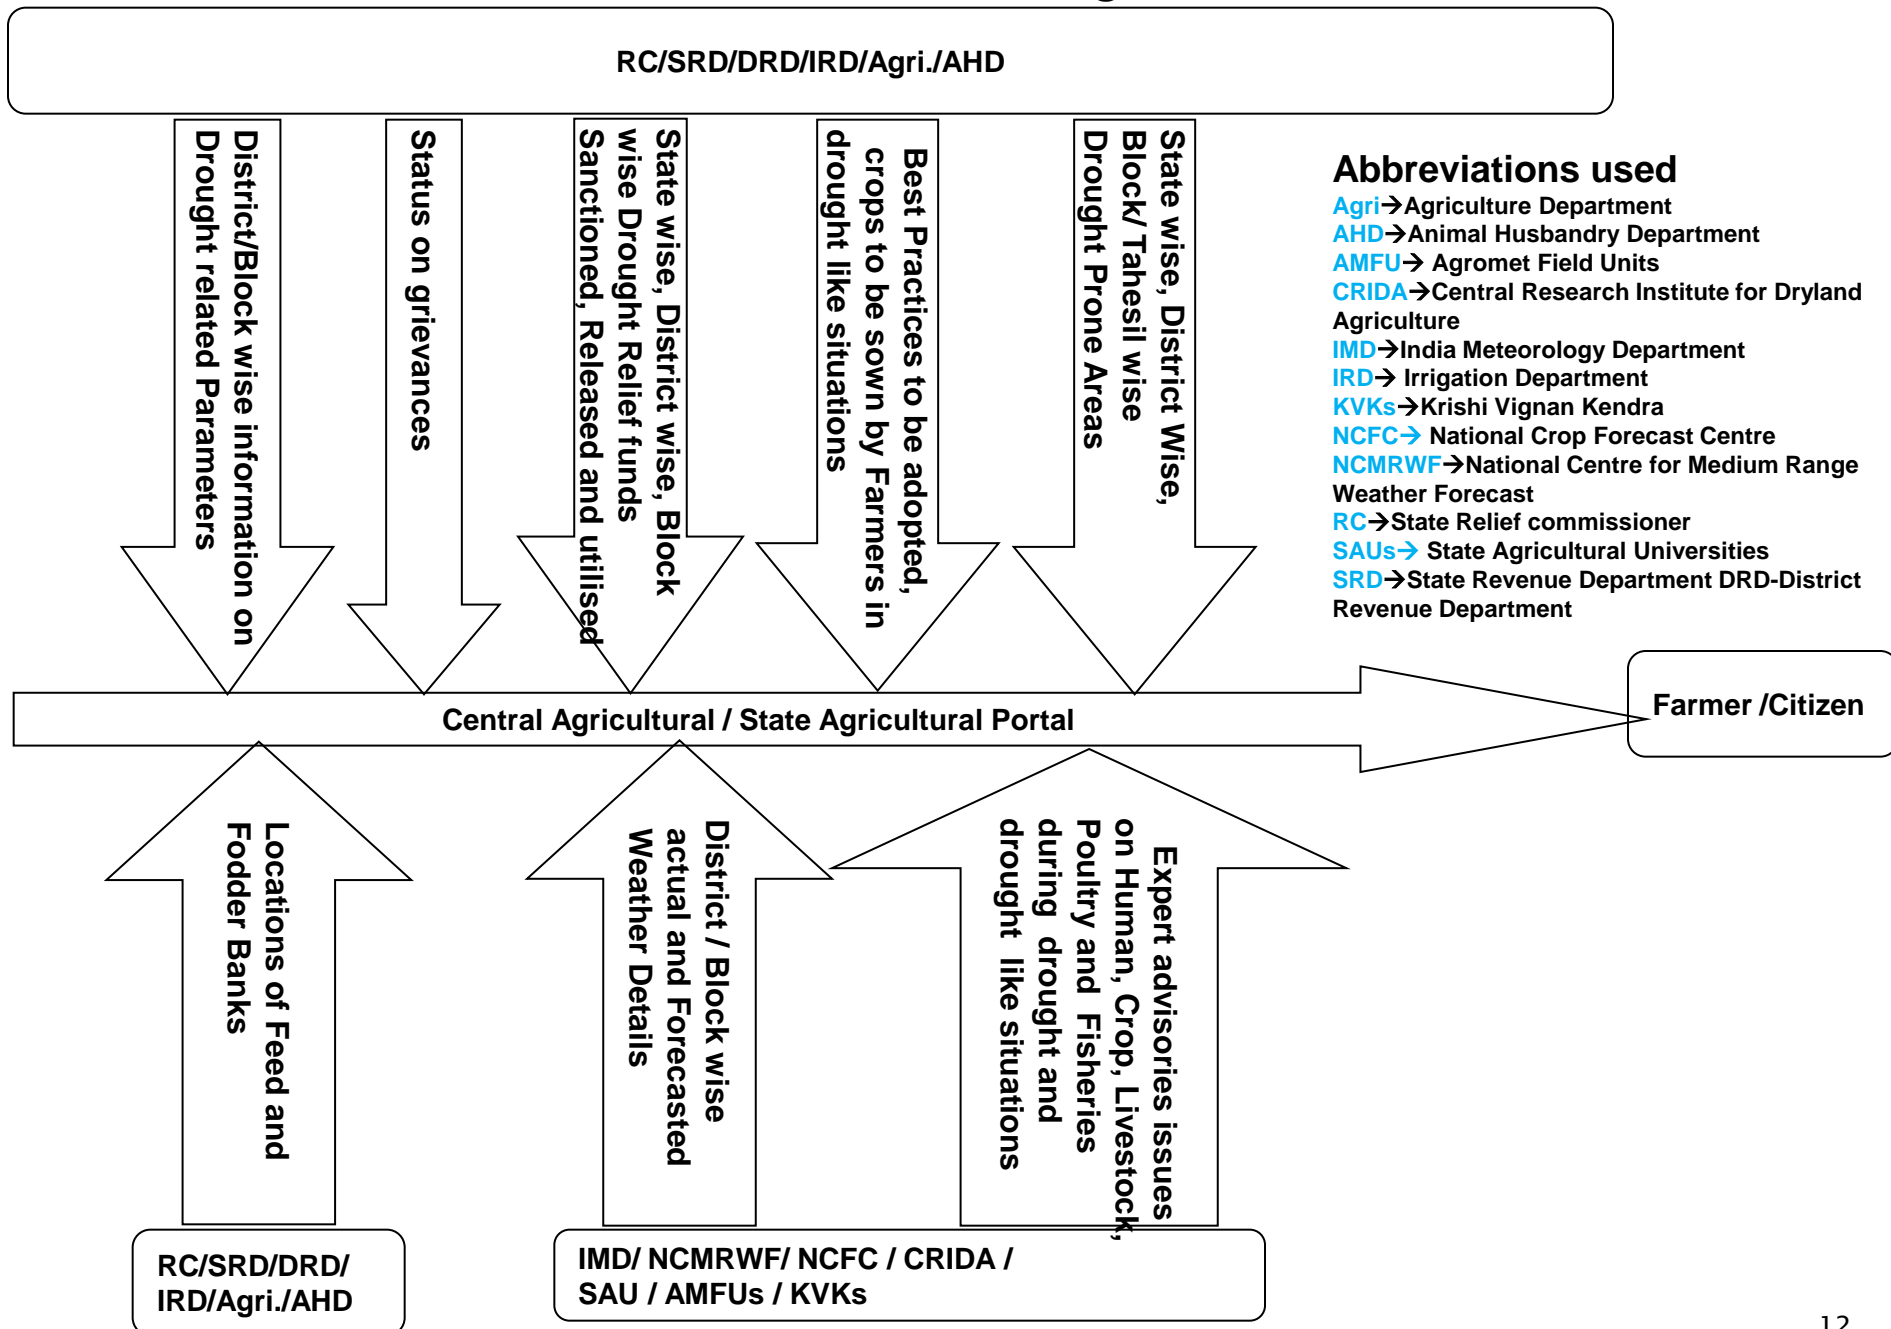 RC/SRD/DRD/IRD/Agri./AHD
District/Block wise information on
Drought related Parameters
Status on grievances
State wise, District wise, Block
wise Drought Relief funds
Sanctioned, Released and utilised
Best Practices to be adopted,
crops to be sown by Farmers in
drought like situations
State wise, District Wise,
Block/ Tahesil wise
Drought Prone Areas
Abbreviations used
Agri→Agriculture Department
AHD→Animal Husbandry Department
AMFU→ Agromet Field Units
CRIDA→Central Research Institute for Dryland
Agriculture
IMD→India Meteorology Department
IRD→ Irrigation Department
KVKs→Krishi Vignan Kendra
NCFC→ National Crop Forecast Centre
NCMRWF→National Centre for Medium Range
Weather Forecast
RC→State Relief commissioner
SAUs→ State Agricultural Universities
SRD→State Revenue Department DRD-District
Revenue Department
Central Agricultural / State Agricultural Portal
Farmer /Citizen
Locations of Feed and
Fodder Banks
District / Block wise
actual and Forecasted
Weather Details
Expert advisories issues
on Human, Crop, Livestock,
Poultry and Fisheries
during drought and
drought like situations
RC/SRD/DRD/
IRD/Agri./AHD
IMD/ NCMRWF/ NCFC / CRIDA /
SAU / AMFUs / KVKs
12